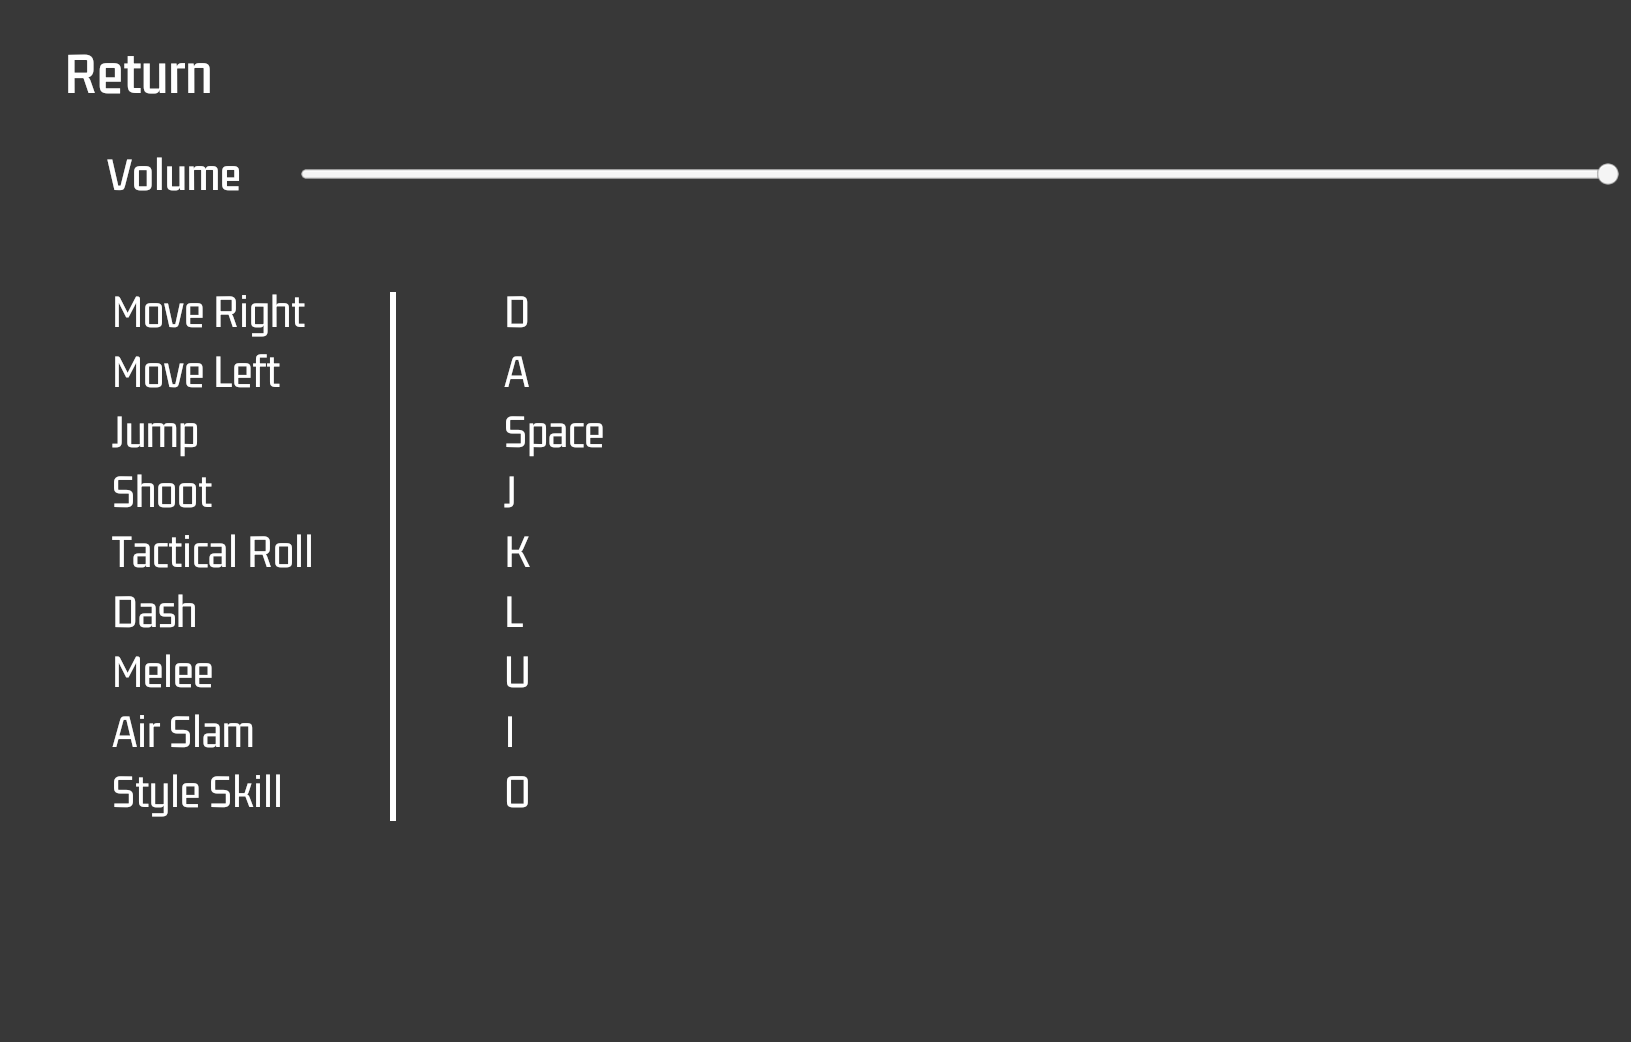 Return
Volume
Move Right D
Move Left A
Jump Space
Shoot J
Tactical Roll K
Dash L
Melee U
Air Slam I
Style Skill O